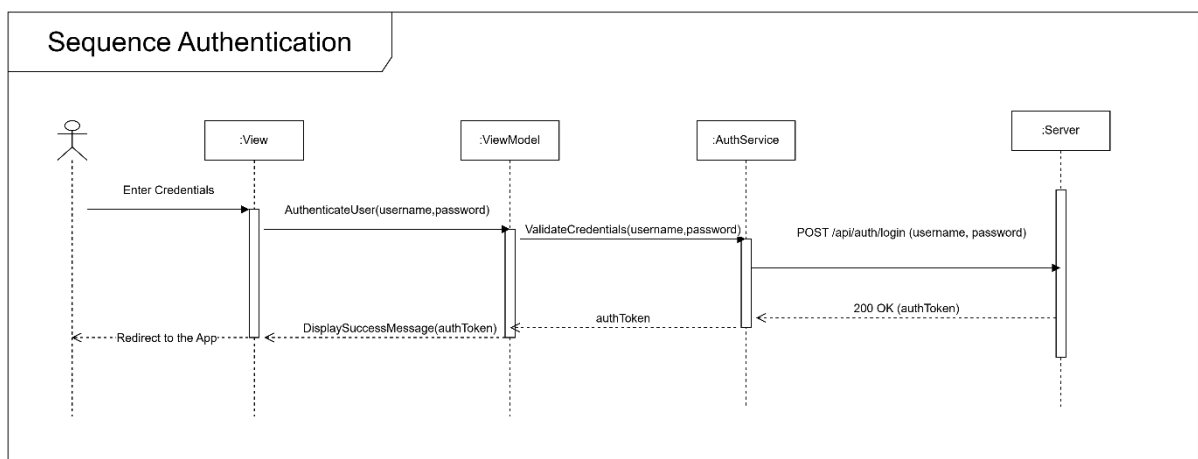 Sequence Authentication
:View
:ViewModel
:AuthService
:Server
Enter Credentials
AuthenticateUser(username,password)
ValidateCredentials(username,password)
POST /api/auth/login (username, password)
200 OK (authToken)
authToken
DisplaySuccessMessage(authToken)
Redirect to the App